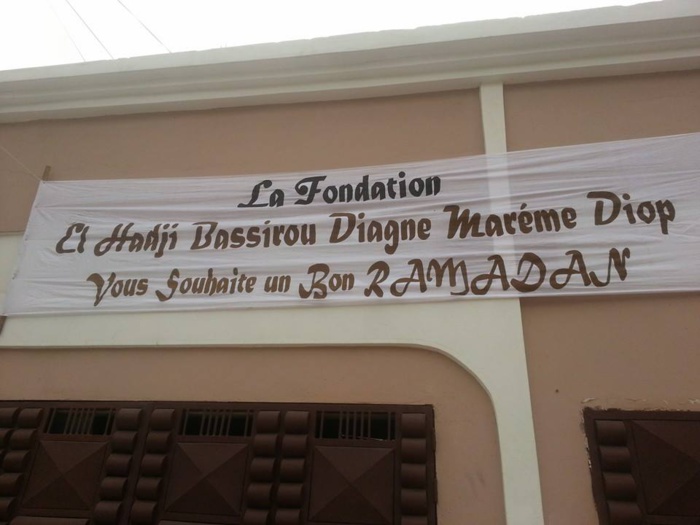 La Fondation
El Hadji Bassirou Diagne Maréme Diop
Vous Souhaite un Bon RAMADAN